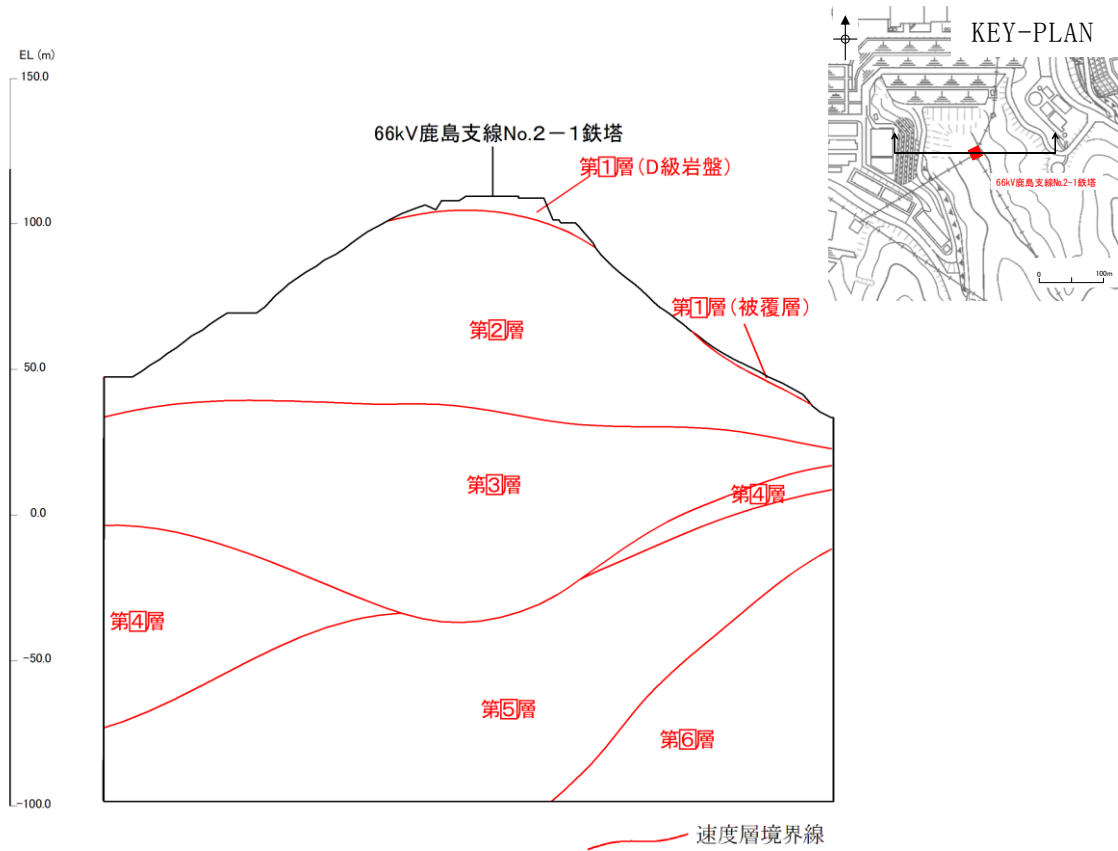 KEY-PLAN
66kV鹿島支線No.2-1鉄塔
0 100m
EL (m)
150.0
100.0
50.0
0.0
-50.0
-100.0
66kV鹿島支線No.2-1鉄塔
第1層(D級岩盤)
第2層
第1層(被覆層)
第3層
第4層
第4層
第5層
第6層
速度層境界線